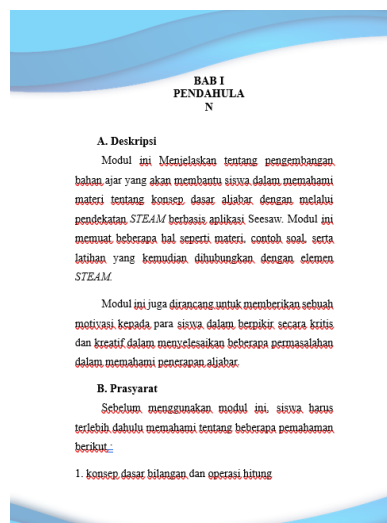 BAB I
PENDAHULA
N
A. Deskripsi
Modul ini Menjelaskan tentang pengembangan
bahan ajar yang akan membantu siswa dalam memahami
materi tentang konsep dasar aljabar dengan melalui
pendekatan STEAM berbasis aplikasi Seesaw. Modul ini
memuat beberapa hal seperti materi, contoh soal, serta
latihan yang kemudian dihubungkan dengan elemen
STEAM.
Modul ini juga dirancang untuk memberikan sebuah
motivasi kepada para siswa dalam berpikir secara kritis
dan kreatif dalam menyelesaikan beberapa permasalahan
dalam memahami penerapan aljabar.
B. Prasyarat
Sebelum menggunakan modul ini, siswa harus
terlebih dahulu memahami tentang beberapa pemahaman
berikut :
1. konsep dasar bilangan dan operasi hitung